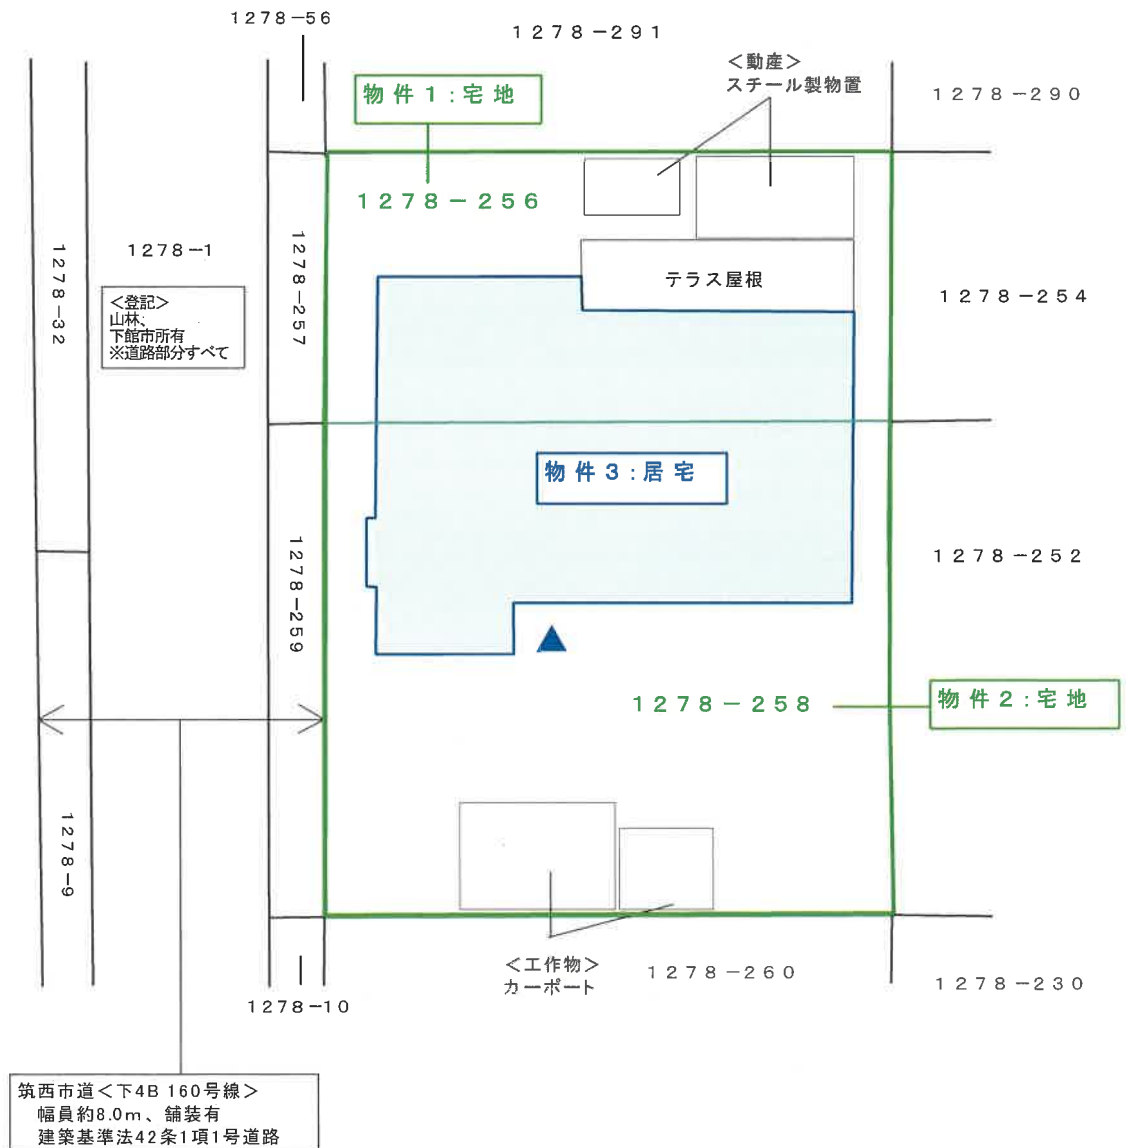 1278-56
1278-291
<動産>
スチール製物置
1278-290
物件1:宅地
1278-256
1278-1
1278-32
1278-257
<登記>
山林、
下館市所有
※道路部分すべて
テラス屋根
1278-254
物件3:居宅
1278-259
1278-252
1278-258
物件2:宅地
1278-9
<工作物>
カーポート
1278-260
1278-230
1278-10
筑西市道<下4B 160号線>
幅員約8.0m、舗装有
建築基準法42条1項1号道路